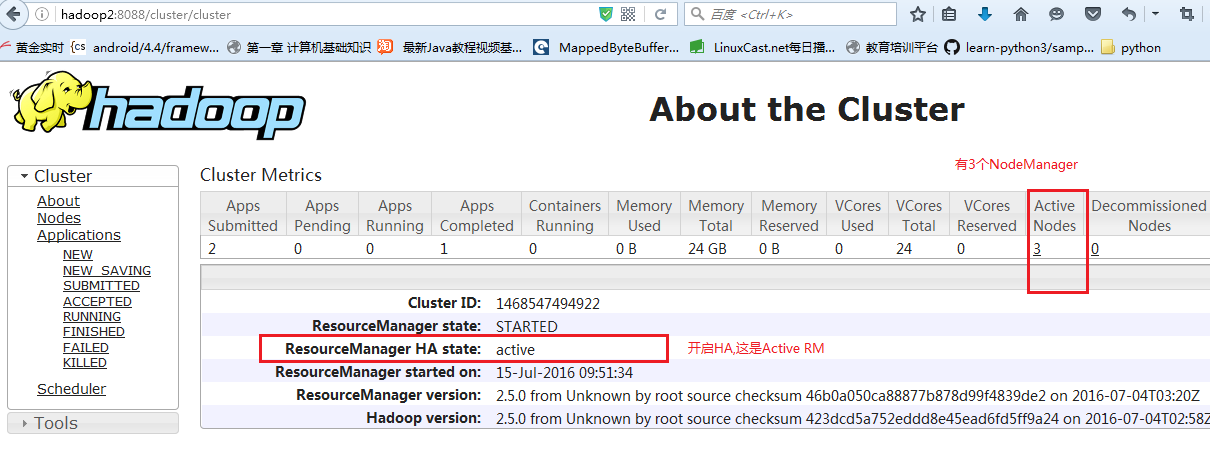 hadoop2:8088/cluster/cluster
百度 <Ctrl+K>
黄金实时
{cs android/4.4/framew...
第一章 计算机基础知识
淘 最新Java教程视频基...
MappedByteBuffer...
LinuxCast.net每日播...
教育培训平台
learn-python3/samp...
python
hadoop
About the Cluster
有3个NodeManager
Cluster
About
Nodes
Applications
NEW
NEW_SAVING
SUBMITTED
ACCEPTED
RUNNING
FINISHED
FAILED
KILLED
Scheduler
Tools
Cluster Metrics
Apps Submitted Apps Pending Apps Running Apps Completed Containers Running Memory Used Memory Total Memory Reserved VCores Used VCores Total VCores Reserved Active Nodes Decommissioned Nodes
2 0 0 1 0 0 B 24 GB 0 B 0 24 0 3 0
Cluster ID: 1468547494922
ResourceManager state: STARTED
ResourceManager HA state: active
开启HA,这是Active RM
ResourceManager started on: 15-Jul-2016 09:51:34
ResourceManager version: 2.5.0 from Unknown by root source checksum 46b0a050ca88877b878d99f4839de2 on 2016-07-04T03:20Z
Hadoop version: 2.5.0 from Unknown by root source checksum 423dcd5a752eddd8e45ead6fd5ff9a24 on 2016-07-04T02:58Z